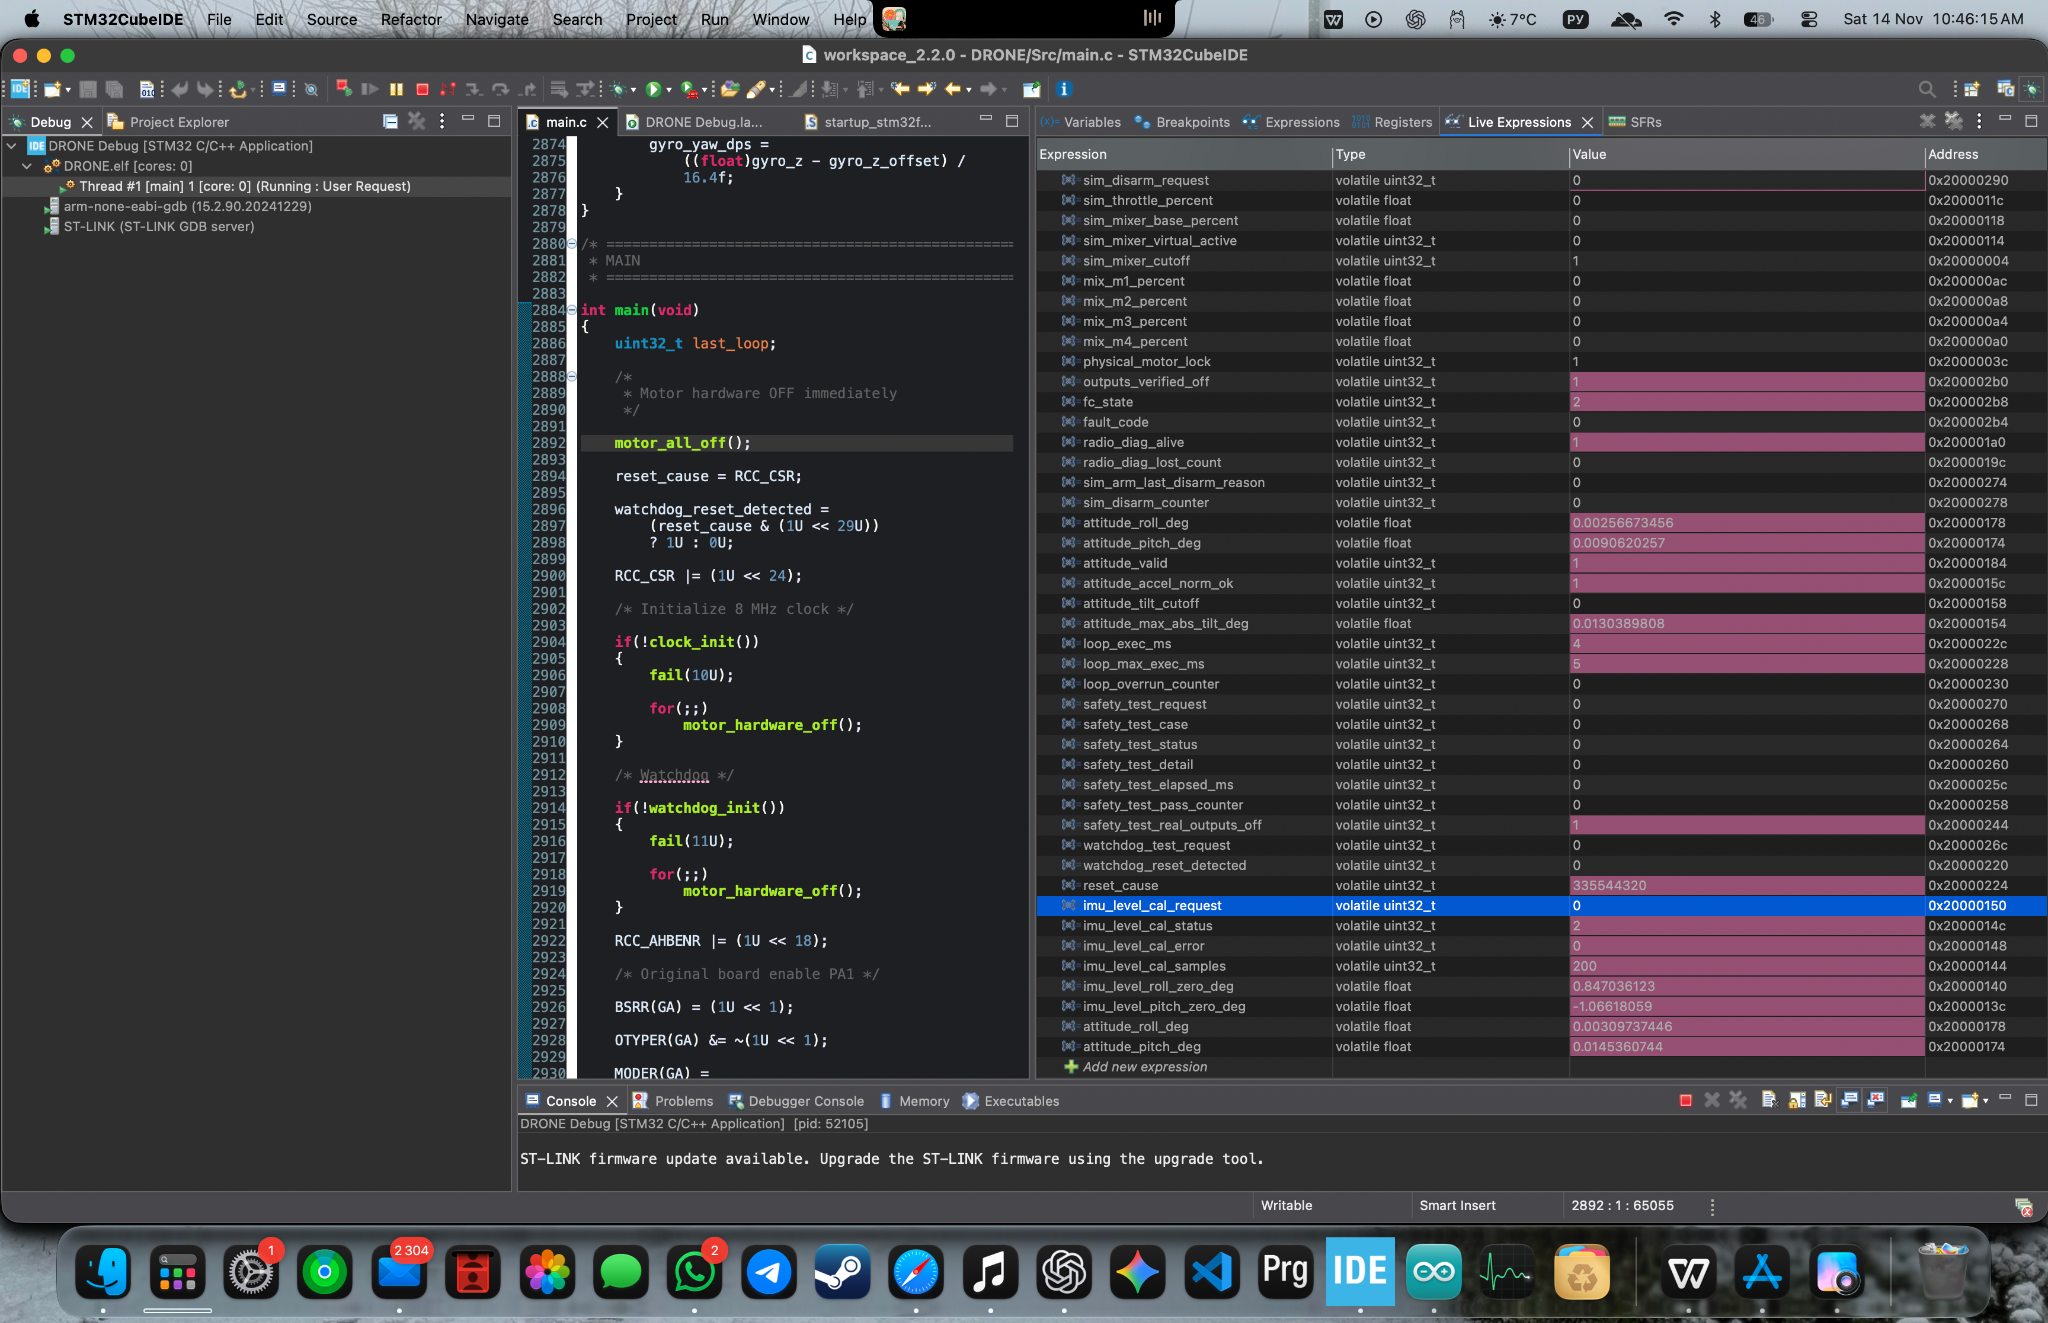 STM32CubeIDE File Edit Source Refactor Navigate Search Project Run Window Help 7°C РУ 46 Sat 14 Nov 10:46:15 AM
workspace_2.2.0 - DRONE/Src/main.c - STM32CubeIDE
Debug Project Explorer
DRONE Debug [STM32 C/C++ Application]
DRONE.elf [cores: 0]
Thread #1 [main] 1 [core: 0] (Running : User Request)
arm-none-eabi-gdb (15.2.90.20241229)
ST-LINK (ST-LINK GDB server)
main.c DRONE Debug.la... startup_stm32f...
2874 gyro_yaw_dps =
2875 ((float)gyro_z - gyro_z_offset) /
2876 16.4f;
2877 }
2878 }
2879
2880 /* ================================================
2881 * MAIN
2882 * ================================================
2883
2884 int main(void)
2885 {
2886 uint32_t last_loop;
2887
2888 /*
2889 * Motor hardware OFF immediately
2890 */
2891
2892 motor_all_off();
2893
2894 reset_cause = RCC_CSR;
2895
2896 watchdog_reset_detected =
2897 (reset_cause & (1U << 29U))
2898 ? 1U : 0U;
2899
2900 RCC_CSR |= (1U << 24);
2901
2902 /* Initialize 8 MHz clock */
2903
2904 if(!clock_init())
2905 {
2906 fail(10U);
2907
2908 for(;;)
2909 motor_hardware_off();
2910 }
2911
2912 /* Watchdog */
2913
2914 if(!watchdog_init())
2915 {
2916 fail(11U);
2917
2918 for(;;)
2919 motor_hardware_off();
2920 }
2921
2922 RCC_AHBENR |= (1U << 18);
2923
2924 /* Original board enable PA1 */
2925
2926 BSRR(GA) = (1U << 1);
2927
2928 OTYPER(GA) &= ~(1U << 1);
2929
2930 MODER(GA) =
Variables Breakpoints Expressions Registers Live Expressions SFRs
Expression Type Value Address
sim_disarm_request volatile uint32_t 0 0x20000290
sim_throttle_percent volatile float 0 0x2000011c
sim_mixer_base_percent volatile float 0 0x20000118
sim_mixer_virtual_active volatile uint32_t 0 0x20000114
sim_mixer_cutoff volatile uint32_t 1 0x20000004
mix_m1_percent volatile float 0 0x200000ac
mix_m2_percent volatile float 0 0x200000a8
mix_m3_percent volatile float 0 0x200000a4
mix_m4_percent volatile float 0 0x200000a0
physical_motor_lock volatile uint32_t 1 0x2000003c
outputs_verified_off volatile uint32_t 1 0x200002b0
fc_state volatile uint32_t 2 0x200002b8
fault_code volatile uint32_t 0 0x200002b4
radio_diag_alive volatile uint32_t 1 0x200001a0
radio_diag_lost_count volatile uint32_t 0 0x2000019c
sim_arm_last_disarm_reason volatile uint32_t 0 0x20000274
sim_disarm_counter volatile uint32_t 0 0x20000278
attitude_roll_deg volatile float 0.00256673456 0x20000178
attitude_pitch_deg volatile float 0.0090620257 0x20000174
attitude_valid volatile uint32_t 1 0x20000184
attitude_accel_norm_ok volatile uint32_t 1 0x2000015c
attitude_tilt_cutoff volatile uint32_t 0 0x20000158
attitude_max_abs_tilt_deg volatile float 0.0130389808 0x20000154
loop_exec_ms volatile uint32_t 4 0x2000022c
loop_max_exec_ms volatile uint32_t 5 0x20000228
loop_overrun_counter volatile uint32_t 0 0x20000230
safety_test_request volatile uint32_t 0 0x20000270
safety_test_case volatile uint32_t 0 0x20000268
safety_test_status volatile uint32_t 0 0x20000264
safety_test_detail volatile uint32_t 0 0x20000260
safety_test_elapsed_ms volatile uint32_t 0 0x2000025c
safety_test_pass_counter volatile uint32_t 0 0x20000258
safety_test_real_outputs_off volatile uint32_t 1 0x20000244
watchdog_test_request volatile uint32_t 0 0x2000026c
watchdog_reset_detected volatile uint32_t 0 0x20000220
reset_cause volatile uint32_t 335544320 0x20000224
imu_level_cal_request volatile uint32_t 0 0x20000150
imu_level_cal_status volatile uint32_t 2 0x2000014c
imu_level_cal_error volatile uint32_t 0 0x20000148
imu_level_cal_samples volatile uint32_t 200 0x20000144
imu_level_roll_zero_deg volatile float 0.847036123 0x20000140
imu_level_pitch_zero_deg volatile float -1.06618059 0x2000013c
attitude_roll_deg volatile float 0.00309737446 0x20000178
attitude_pitch_deg volatile float 0.0145360744 0x20000174
Add new expression
Console Problems Debugger Console Memory Executables
DRONE Debug [STM32 C/C++ Application] [pid: 52105]
ST-LINK firmware update available. Upgrade the ST-LINK firmware using the upgrade tool.
Writable Smart Insert 2892 : 1 : 65055
1 2 304 2 Prg IDE